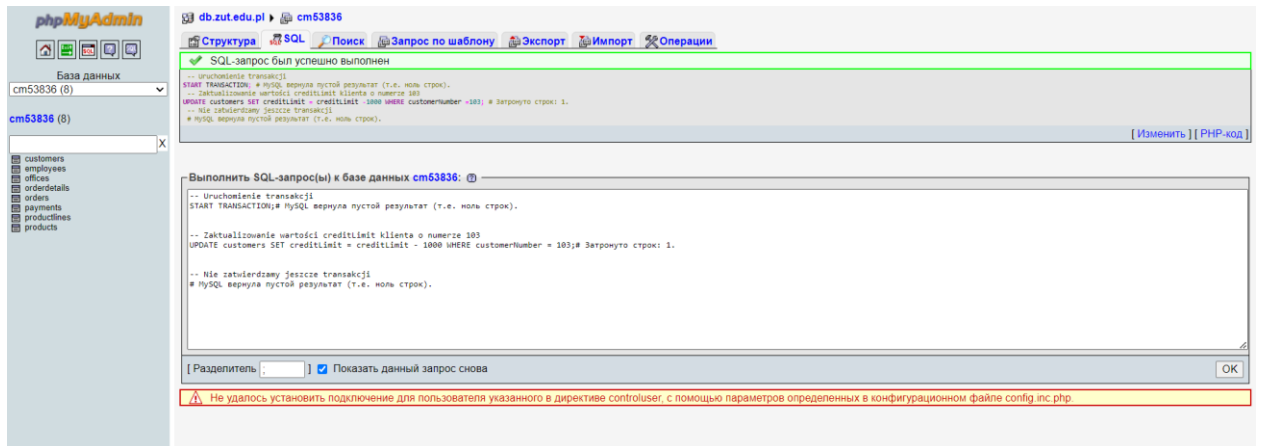 phpMyAdmin
База данных
cm53836 (8)
cm53836 (8)
X
customers
employees
offices
orderdetails
orders
payments
productlines
products
db.zut.edu.pl ▸ cm53836
Структура SQL Поиск Запрос по шаблону Экспорт Импорт Операции
SQL-запрос был успешно выполнен
-- Uruchomienie transakcji
START TRANSACTION; # MySQL вернула пустой результат (т.е. ноль строк).
-- Zaktualizowanie wartości creditLimit klienta o numerze 103
UPDATE customers SET creditLimit = creditLimit -1000 WHERE customerNumber =103; # Затронуто строк: 1.
-- Nie zatwierdzamy jeszcze transakcji
# MySQL вернула пустой результат (т.е. ноль строк).
[ Изменить ] [ PHP-код ]
Выполнить SQL-запрос(ы) к базе данных cm53836:
-- Uruchomienie transakcji
START TRANSACTION;# MySQL вернула пустой результат (т.е. ноль строк).
-- Zaktualizowanie wartości creditLimit klienta o numerze 103
UPDATE customers SET creditLimit = creditLimit - 1000 WHERE customerNumber = 103;# Затронуто строк: 1.
-- Nie zatwierdzamy jeszcze transakcji
# MySQL вернула пустой результат (т.е. ноль строк).
[ Разделитель ; ] Показать данный запрос снова
OK
Не удалось установить подключение для пользователя указанного в директиве controluser, с помощью параметров определенных в конфигурационном файле config.inc.php.